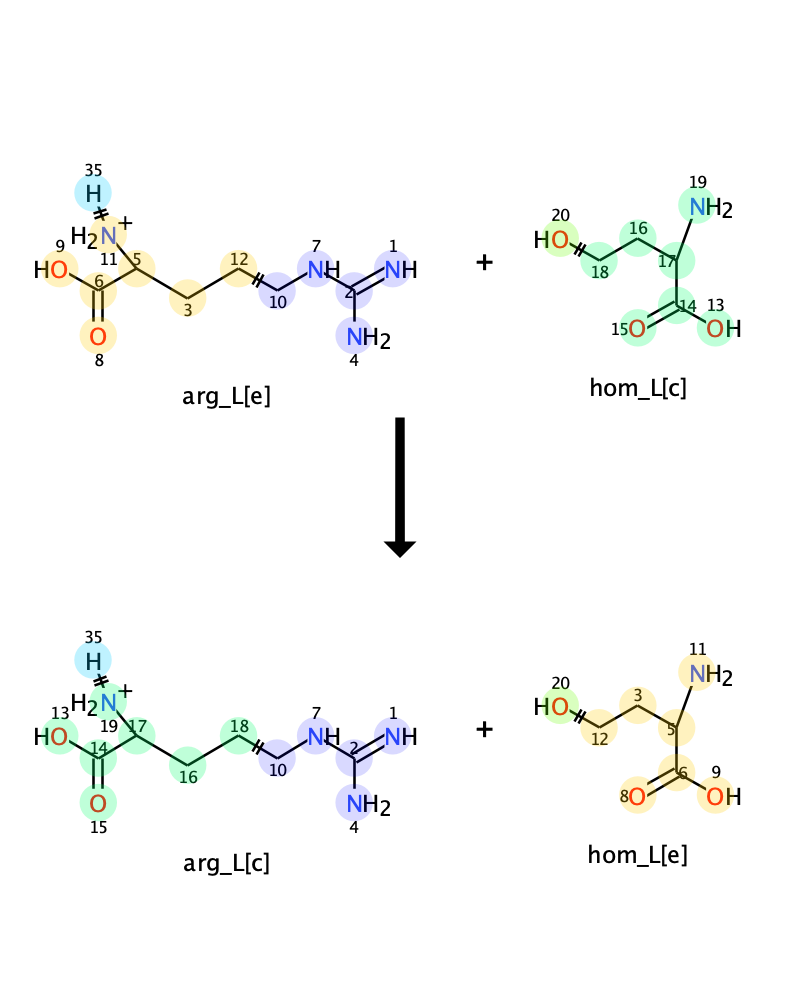 35 19
H NH2
H2N+ 20 16
9 11 5 12 7 1 HO
HO 6 NH 2 NH + 18 17
3 10 14 13
O NH2 15 O OH
8 4
arg_L[e] hom_L[c]
35 11
H NH2
H2N+ 20 3
13 19 17 18 7 1 HO
HO 14 NH 2 NH + 12 5
16 10 6 9
O NH2 8 O OH
15 4
arg_L[c] hom_L[e]